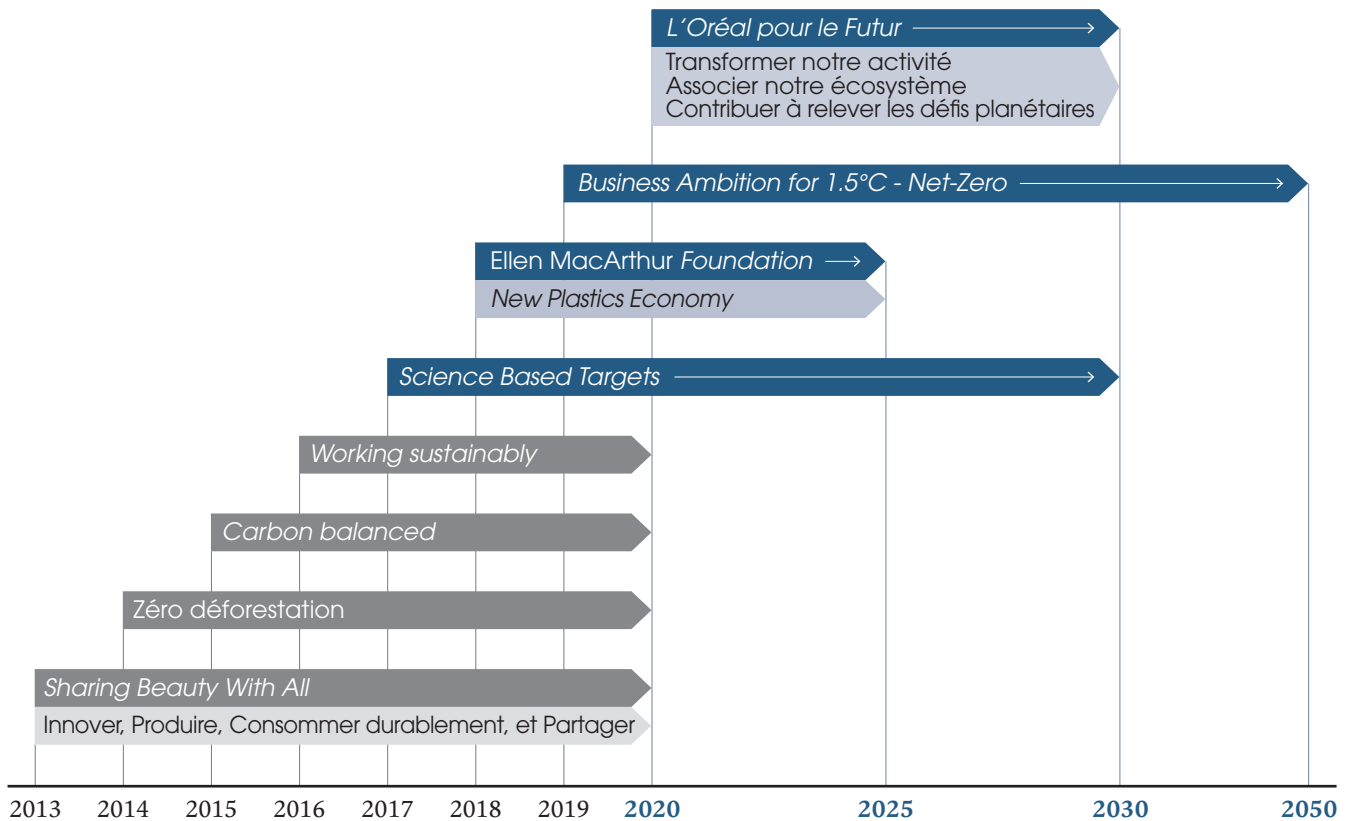 L'Oréal pour le Futur
Transformer notre activité
Associer notre écosystème
Contribuer à relever les défis planétaires
Business Ambition for 1.5°C - Net-Zero
Ellen MacArthur Foundation
New Plastics Economy
Science Based Targets
Working sustainably
Carbon balanced
Zéro déforestation
Sharing Beauty With All
Innover, Produire, Consommer durablement, et Partager
2013 2014 2015 2016 2017 2018 2019 2020 2025 2030 2050